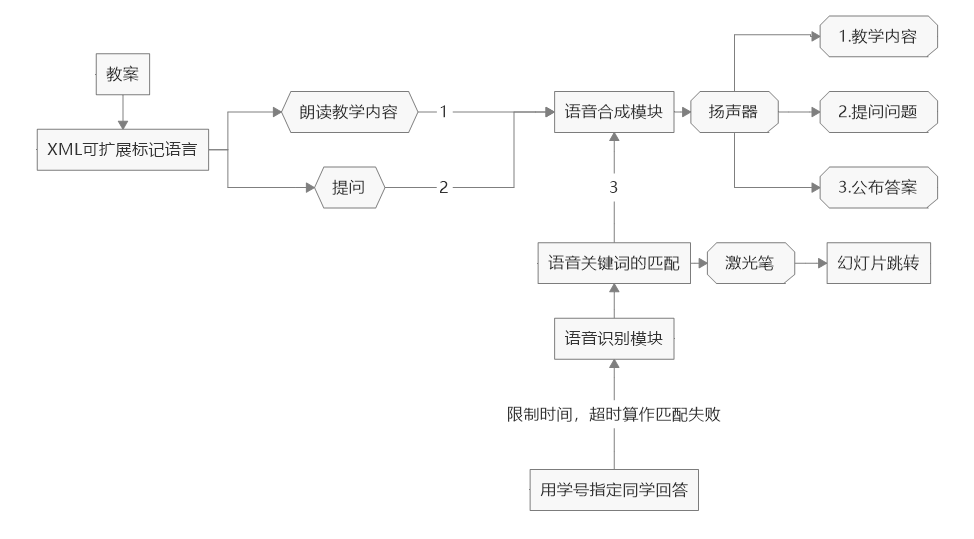 教案
XML可扩展标记语言
朗读教学内容
1
提问
2
语音合成模块
扬声器
1.教学内容
2.提问问题
3.公布答案
3
语音关键词的匹配
激光笔
幻灯片跳转
语音识别模块
限制时间，超时算作匹配失败
用学号指定同学回答